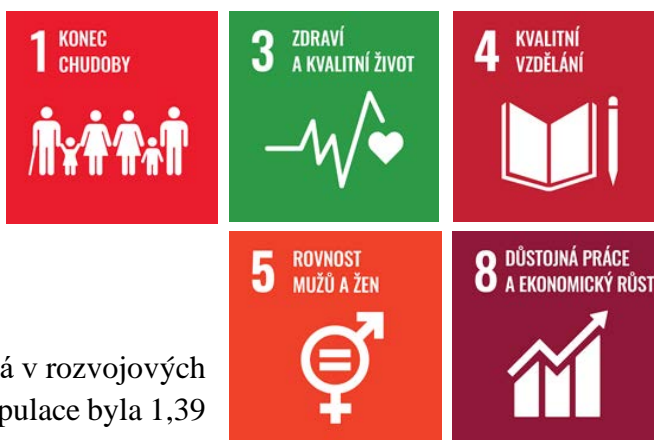 1 KONEC
CHUDOBY
3 ZDRAVÍ
A KVALITNÍ ŽIVOT
4 KVALITNÍ
VZDĚLÁNÍ
5 ROVNOST
MUŽŮ A ŽEN
8 DŮSTOJNÁ PRÁCE
A EKONOMICKÝ RŮST
á v rozvojových
pulace byla 1,39